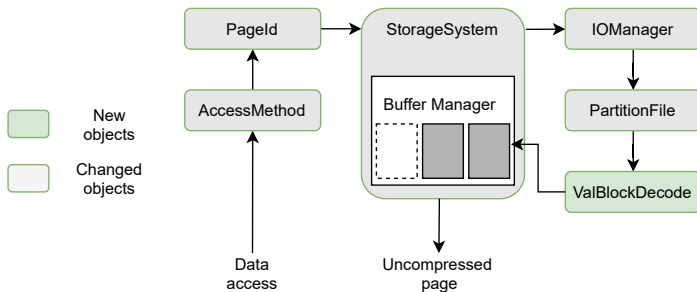 PageId
StorageSystem
IOManager
Buffer Manager
AccessMethod
PartitionFile
New
objects
Changed
objects
ValBlockDecode
Data
access
Uncompressed
page